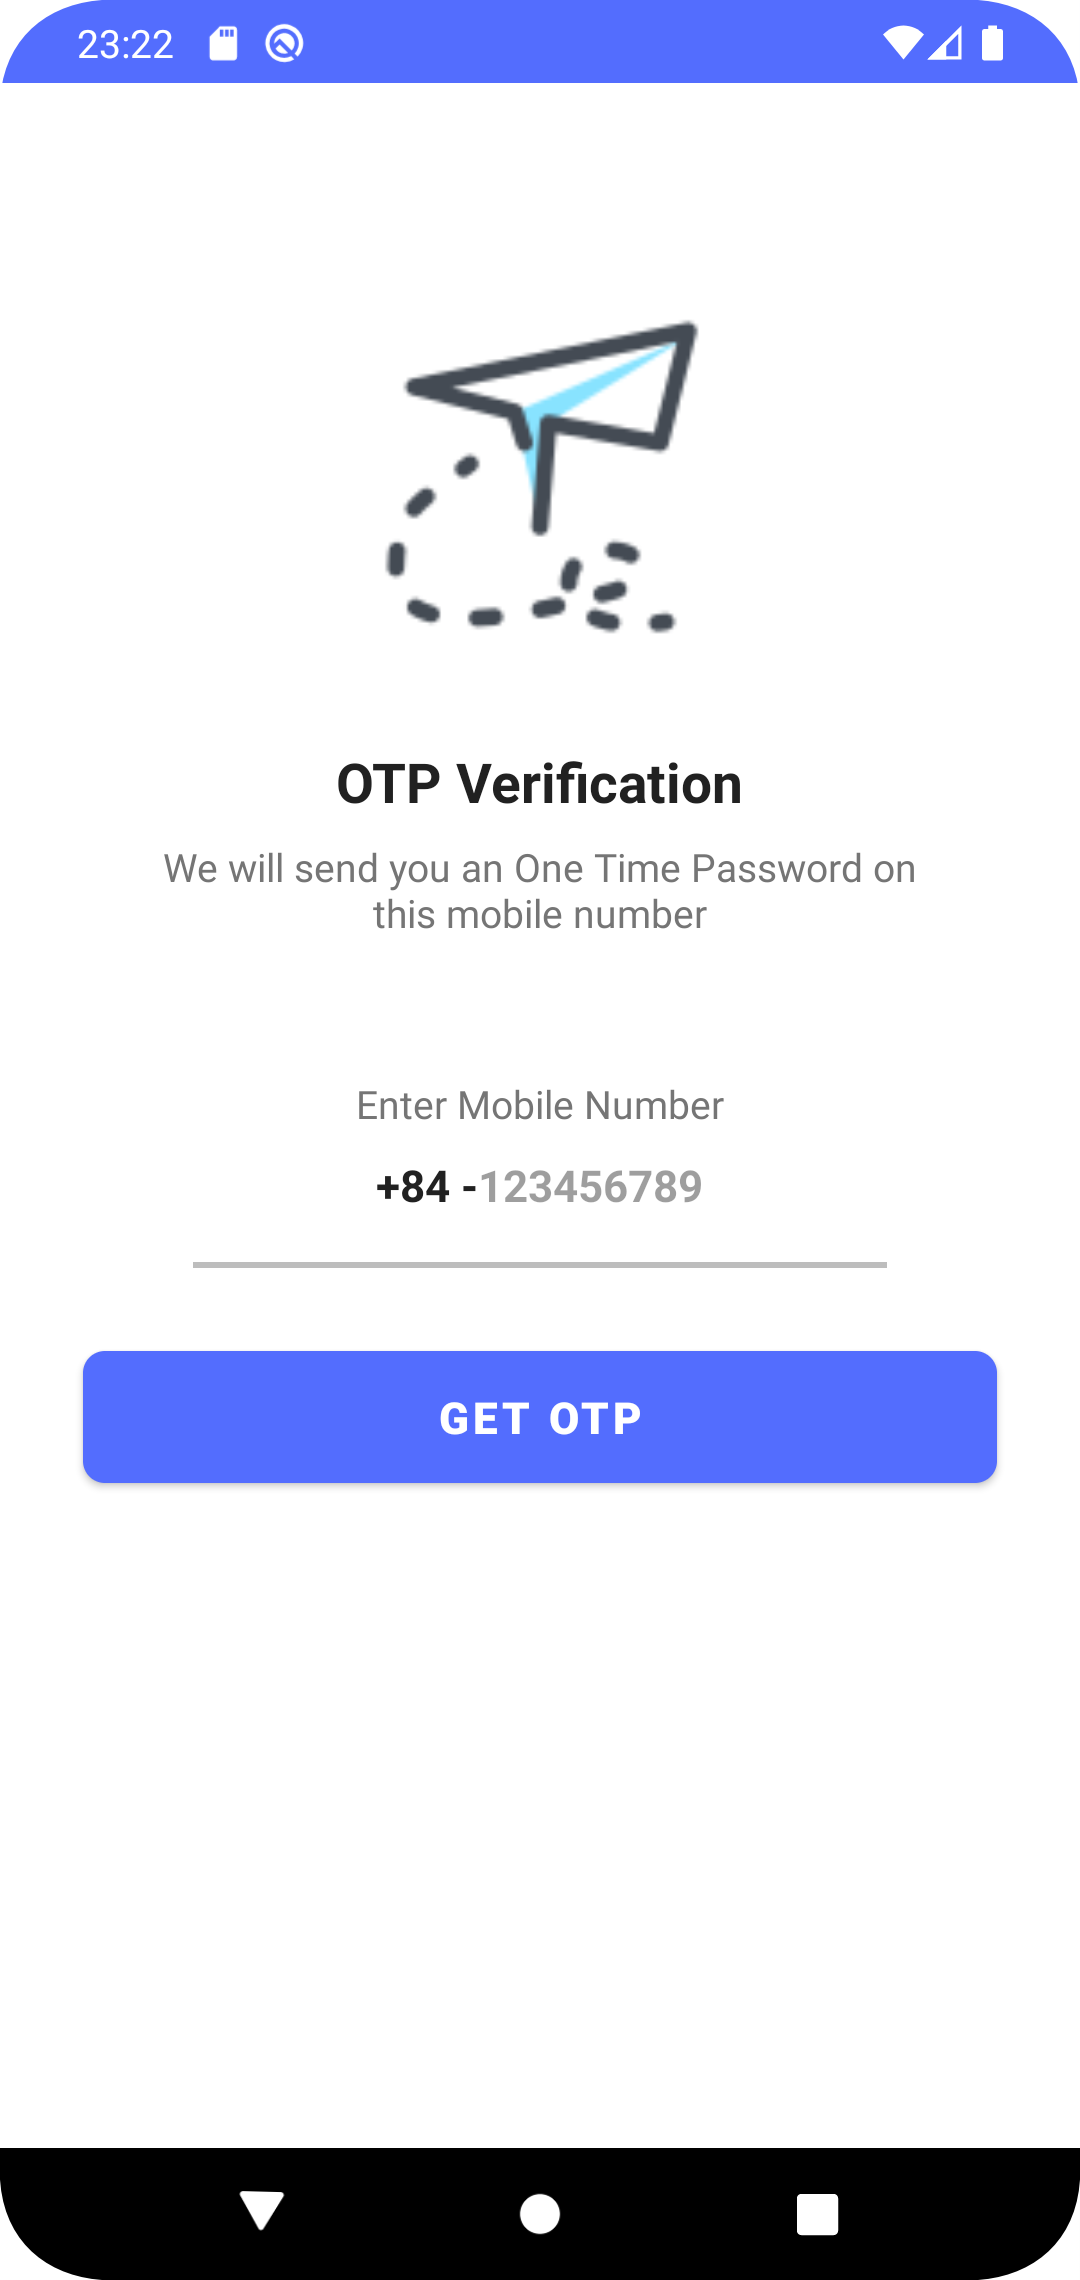 23:22
OTP Verification
We will send you an One Time Password on
this mobile number
Enter Mobile Number
+84 -123456789
GET OTP